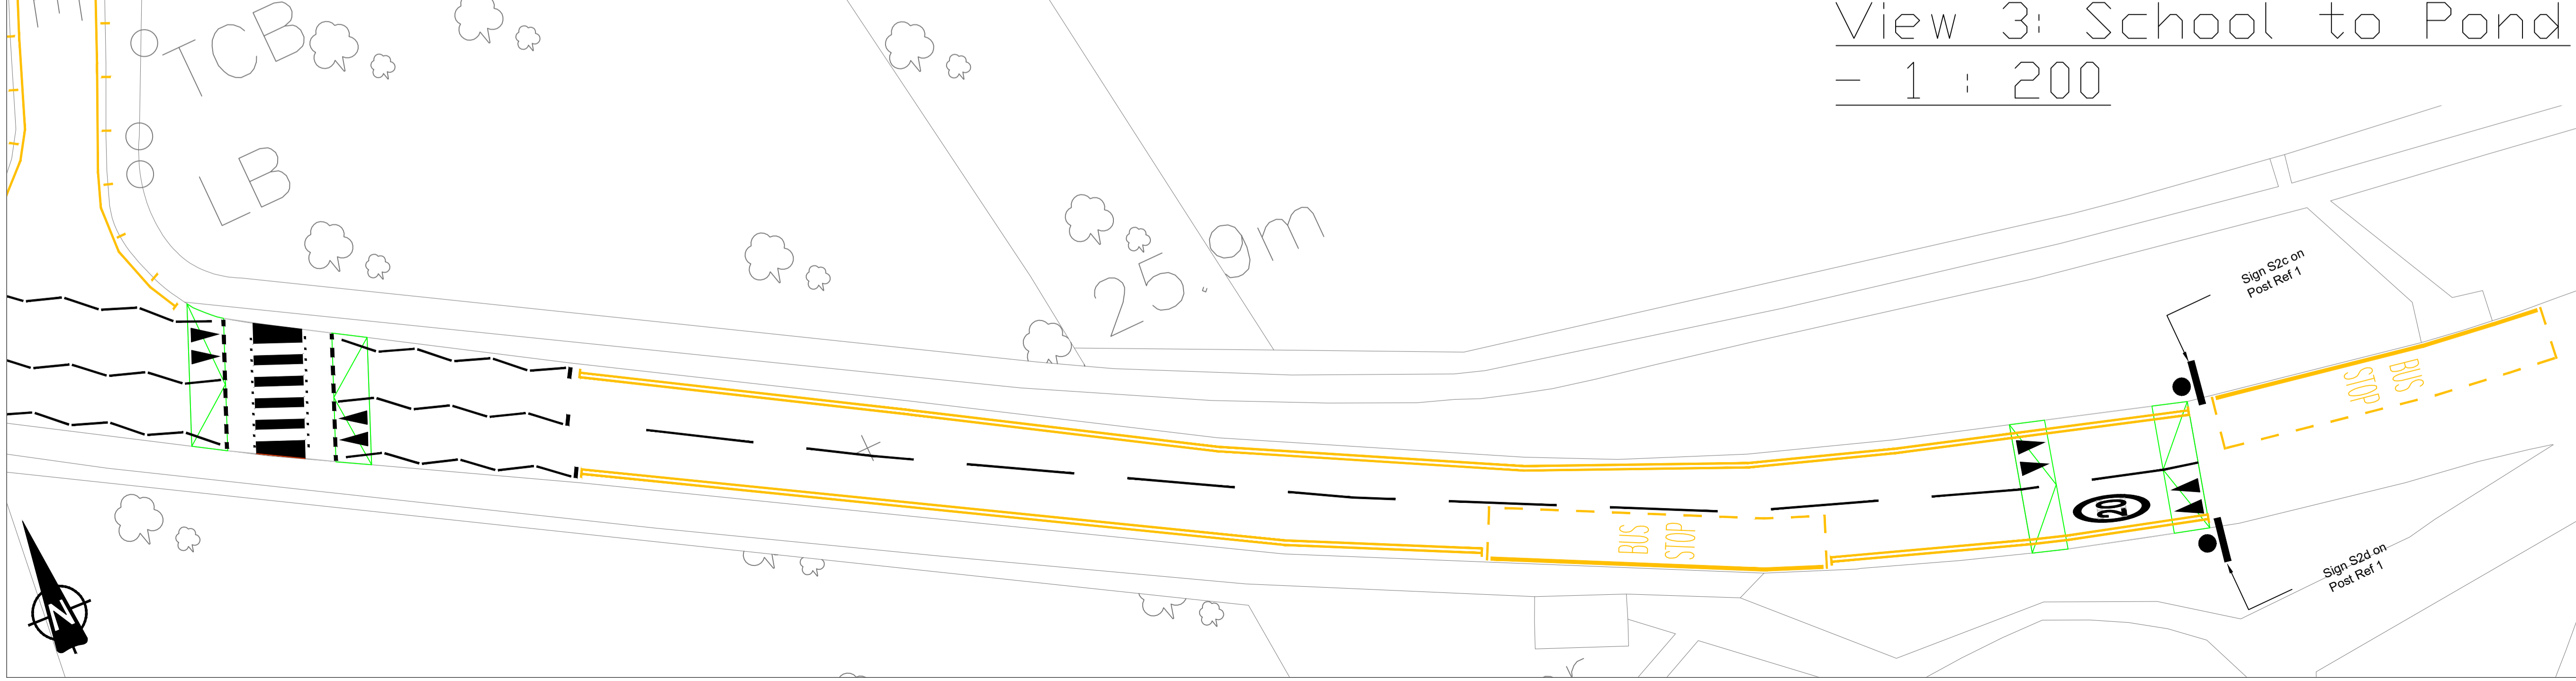 View 3: School to Pond
- 1 : 200
TCB
LB
25.9m
Sign S2c on
Post Ref 1
BUS
STOP
BUS
STOP
20
Sign S2d on
Post Ref 1
N